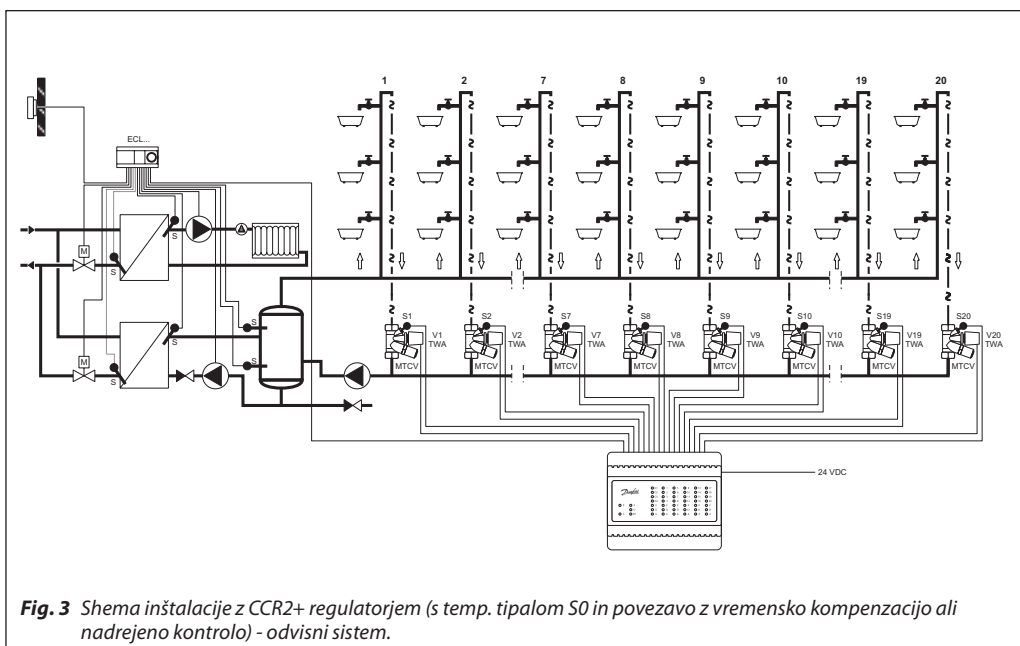 1 2 7 8 9 10 19 20
ECL...
M
S
S
S
S
M
S
S
S1 S2 S7 S8 S9 S10 S19 S20
V1 V2 V7 V8 V9 V10 V19 V20
TWA TWA TWA TWA TWA TWA TWA TWA
MTCV MTCV MTCV MTCV MTCV MTCV MTCV MTCV
24 VDC
Danfoss
Fig. 3 Shema inštalacije z CCR2+ regulatorjem (s temp. tipalom S0 in povezavo z vremensko kompenzacijo ali
nadrejeno kontrolo) - odvisni sistem.